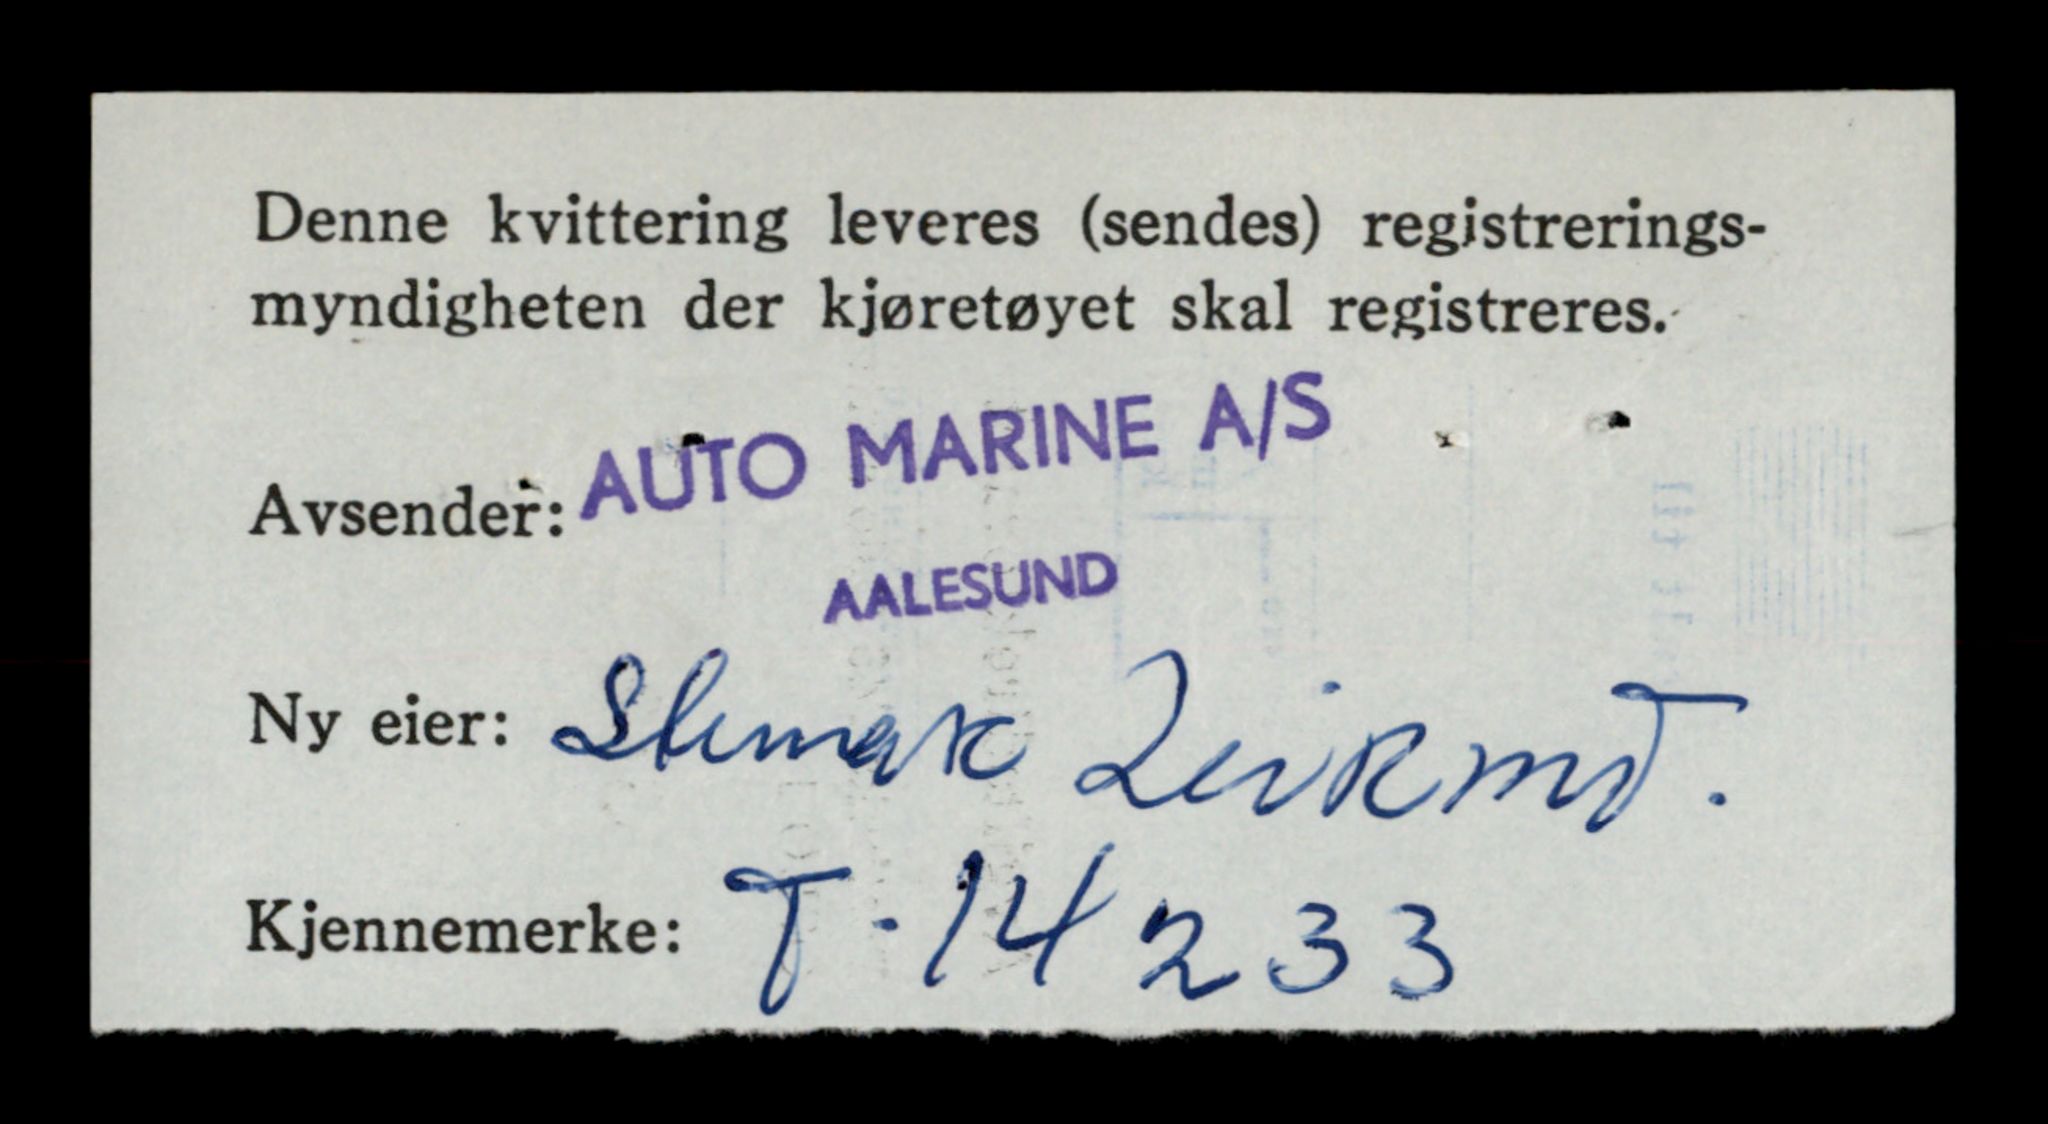 Denne kvittering leveres (sendes) registrerings-
myndigheten der kjøretøyet skal registreres.
Avsender: AUTO MARINE A/S
AALESUND
Ny eier:
Kjennemerke: T-14233